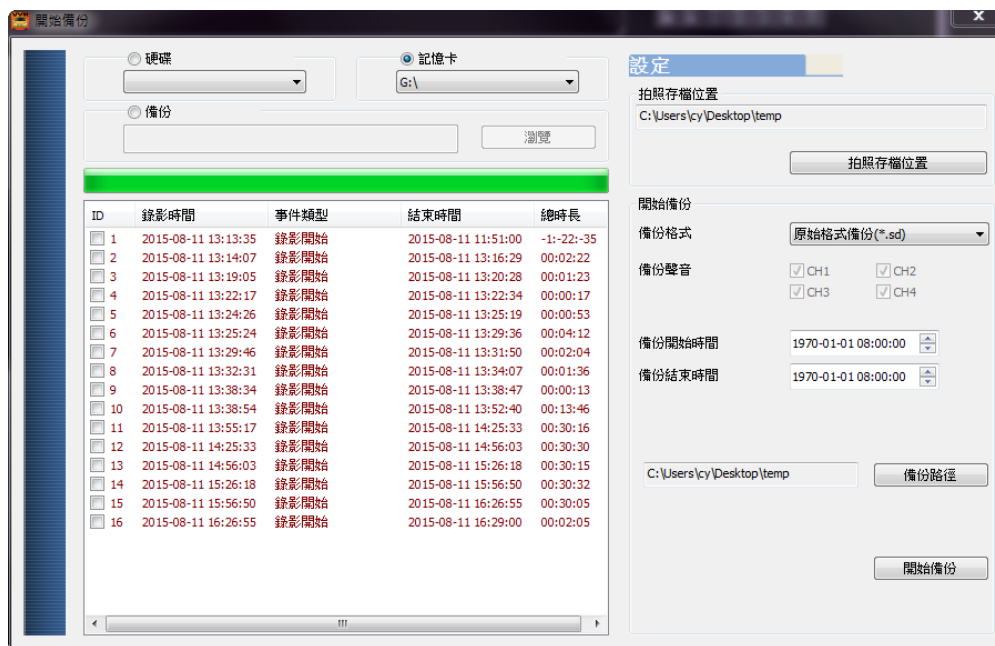 開始備份
硬碟
記憶卡
G:\
備份
瀏覽
ID 錄影時間 事件類型 結束時間 總時長
1 2015-08-11 13:13:35 錄影開始 2015-08-11 11:51:00 -1:-22:-35
2 2015-08-11 13:14:07 錄影開始 2015-08-11 13:16:29 00:02:22
3 2015-08-11 13:19:05 錄影開始 2015-08-11 13:20:28 00:01:23
4 2015-08-11 13:22:17 錄影開始 2015-08-11 13:22:34 00:00:17
5 2015-08-11 13:24:26 錄影開始 2015-08-11 13:25:19 00:00:53
6 2015-08-11 13:25:24 錄影開始 2015-08-11 13:29:36 00:04:12
7 2015-08-11 13:29:46 錄影開始 2015-08-11 13:31:50 00:02:04
8 2015-08-11 13:32:31 錄影開始 2015-08-11 13:34:07 00:01:36
9 2015-08-11 13:38:34 錄影開始 2015-08-11 13:38:47 00:00:13
10 2015-08-11 13:38:54 錄影開始 2015-08-11 13:52:40 00:13:46
11 2015-08-11 13:55:17 錄影開始 2015-08-11 14:25:33 00:30:16
12 2015-08-11 14:25:33 錄影開始 2015-08-11 14:56:03 00:30:30
13 2015-08-11 14:56:03 錄影開始 2015-08-11 15:26:18 00:30:15
14 2015-08-11 15:26:18 錄影開始 2015-08-11 15:56:50 00:30:32
15 2015-08-11 15:56:50 錄影開始 2015-08-11 16:26:55 00:30:05
16 2015-08-11 16:26:55 錄影開始 2015-08-11 16:29:00 00:02:05
設定
拍照存檔位置
C:\Users\cy\Desktop\temp
拍照存檔位置
開始備份
備份格式 原始格式備份(*.sd)
備份聲音 CH1 CH2
CH3 CH4
備份開始時間 1970-01-01 08:00:00
備份結束時間 1970-01-01 08:00:00
C:\Users\cy\Desktop\temp 備份路徑
開始備份